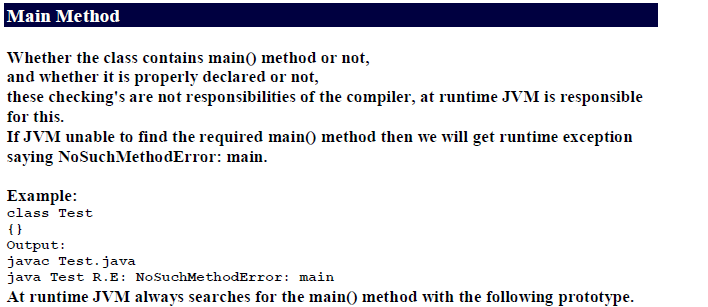 Main Method
Whether the class contains main() method or not,
and whether it is properly declared or not,
these checking's are not responsibilities of the compiler, at runtime JVM is responsible
for this.
If JVM unable to find the required main() method then we will get runtime exception
saying NoSuchMethodError: main.
Example:
class Test
{}
Output:
javac Test.java
java Test R.E: NoSuchMethodError: main
At runtime JVM always searches for the main() method with the following prototype.